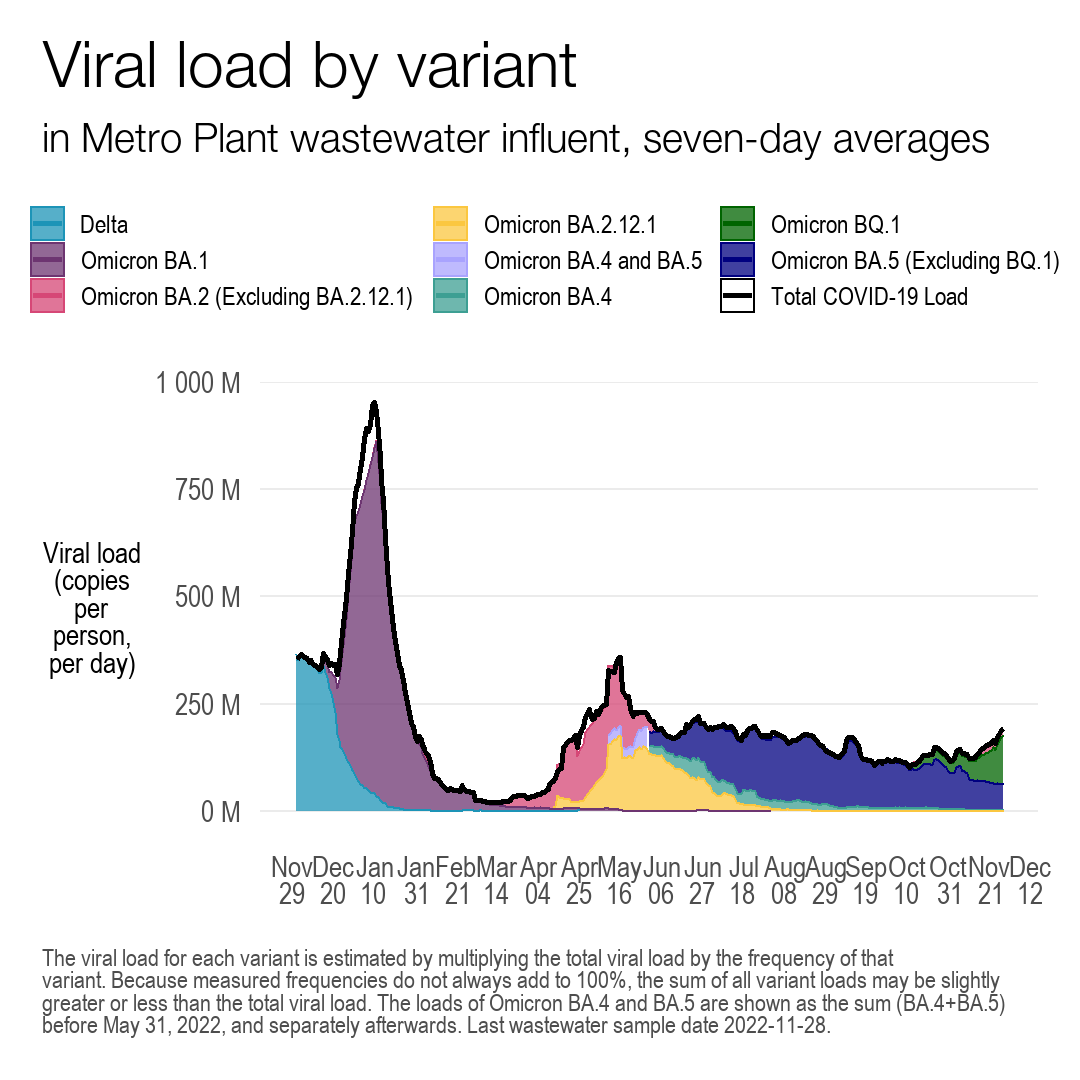 Viral load by variant
in Metro Plant wastewater influent, seven-day averages
Delta
Omicron BA.1
Omicron BA.2 (Excluding BA.2.12.1)
Omicron BA.2.12.1
Omicron BA.4 and BA.5
Omicron BA.4
Omicron BQ.1
Omicron BA.5 (Excluding BQ.1)
Total COVID-19 Load
1 000 M
750 M
500 M
250 M
0 M
Viral load
(copies
per
person,
per day)
Nov Dec Jan Jan Feb Mar Apr Apr May Jun Jun Jul Aug Aug Sep Oct Oct Nov Dec
29 20 10 31 21 14 04 25 16 06 27 18 08 29 19 10 31 21 12
The viral load for each variant is estimated by multiplying the total viral load by the frequency of that
variant. Because measured frequencies do not always add to 100%, the sum of all variant loads may be slightly
greater or less than the total viral load. The loads of Omicron BA.4 and BA.5 are shown as the sum (BA.4+BA.5)
before May 31, 2022, and separately afterwards. Last wastewater sample date 2022-11-28.